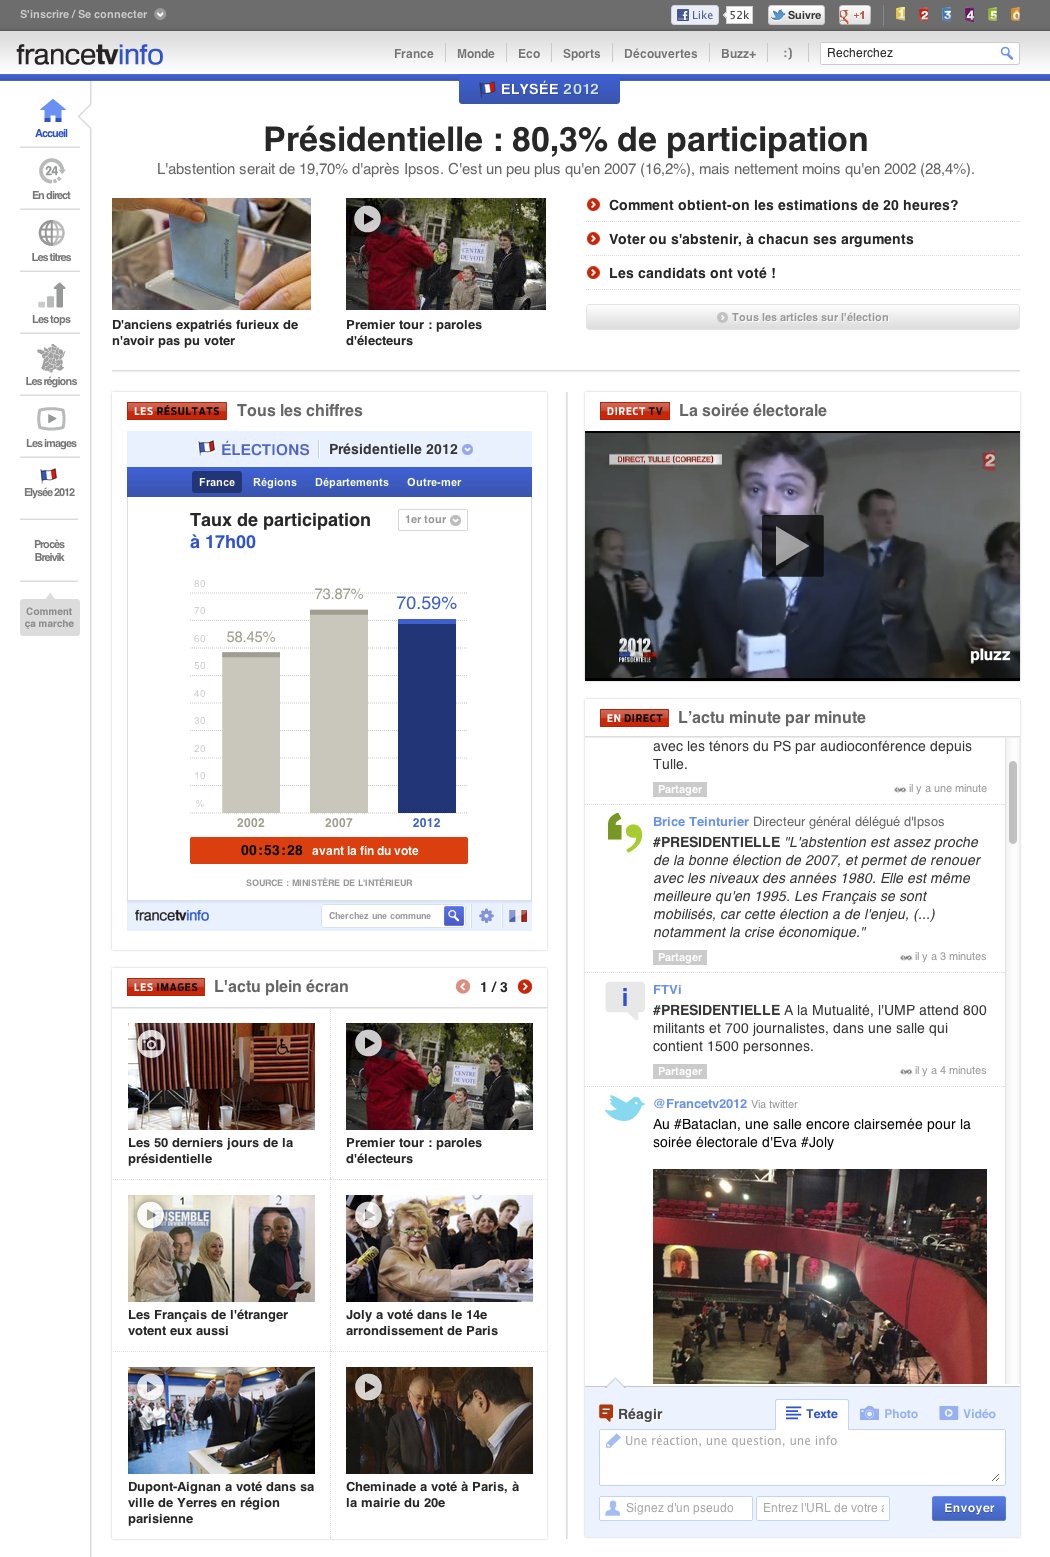 S'inscrire / Se connecter
Like
52k
Suivre
+1
1 2 3 4 5 ô
francetvinfo
France
Monde
Eco
Sports
Découvertes
Buzz+
:)
Recherchez
ELYSÉE 2012
Présidentielle : 80,3% de participation
L'abstention serait de 19,70% d'après Ipsos. C'est un peu plus qu'en 2007 (16,2%), mais nettement moins qu'en 2002 (28,4%).
Accueil
24
En direct
Les titres
Les tops
Les régions
Les images
Elysée 2012
Procès
Breivik
Comment
ça marche
CENTRE
DE VOTE
D'anciens expatriés furieux de
n'avoir pas pu voter
Premier tour : paroles
d'électeurs
Comment obtient-on les estimations de 20 heures?
Voter ou s'abstenir, à chacun ses arguments
Les candidats ont voté !
Tous les articles sur l'élection
LES RÉSULTATS
Tous les chiffres
ÉLECTIONS
Présidentielle 2012
France
Régions
Départements
Outre-mer
Taux de participation
à 17h00
1er tour
80
70
60
50
40
30
20
10
%
58.45%
73.87%
70.59%
2002
2007
2012
00:53:28 avant la fin du vote
SOURCE : MINISTÈRE DE L'INTÉRIEUR
francetvinfo
Cherchez une commune
LES IMAGES
L'actu plein écran
1 / 3
CENTRE
DE VOTE
Les 50 derniers jours de la
présidentielle
Premier tour : paroles
d'électeurs
1
2
ENSEMBLE
Les Français de l'étranger
votent eux aussi
Joly a voté dans le 14e
arrondissement de Paris
Dupont-Aignan a voté dans sa
ville de Yerres en région
parisienne
Cheminade a voté à Paris, à
la mairie du 20e
DIRECT TV
La soirée électorale
DIRECT, TULLE (CORREZE)
2
2012
PRÉSIDENTIELLE
pluzz
EN DIRECT
L'actu minute par minute
avec les ténors du PS par audioconférence depuis
Tulle.
Partager
il y a une minute
Brice Teinturier Directeur général délégué d'Ipsos
#PRESIDENTIELLE "L'abstention est assez proche
de la bonne élection de 2007, et permet de renouer
avec les niveaux des années 1980. Elle est même
meilleure qu'en 1995. Les Français se sont
mobilisés, car cette élection a de l'enjeu, (...)
notamment la crise économique."
Partager
il y a 3 minutes
i
FTVi
#PRESIDENTIELLE A la Mutualité, l'UMP attend 800
militants et 700 journalistes, dans une salle qui
contient 1500 personnes.
Partager
il y a 4 minutes
@Francetv2012 Via twitter
Au #Bataclan, une salle encore clairsemée pour la
soirée électorale d'Eva #Joly
Réagir
Texte
Photo
Vidéo
Une réaction, une question, une info
Signez d'un pseudo
Entrez l'URL de votre
Envoyer